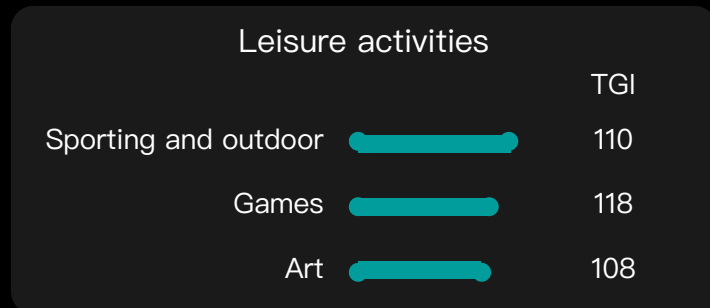 Leisure activities
TGI
Sporting and outdoor 110
Games 118
Art 108